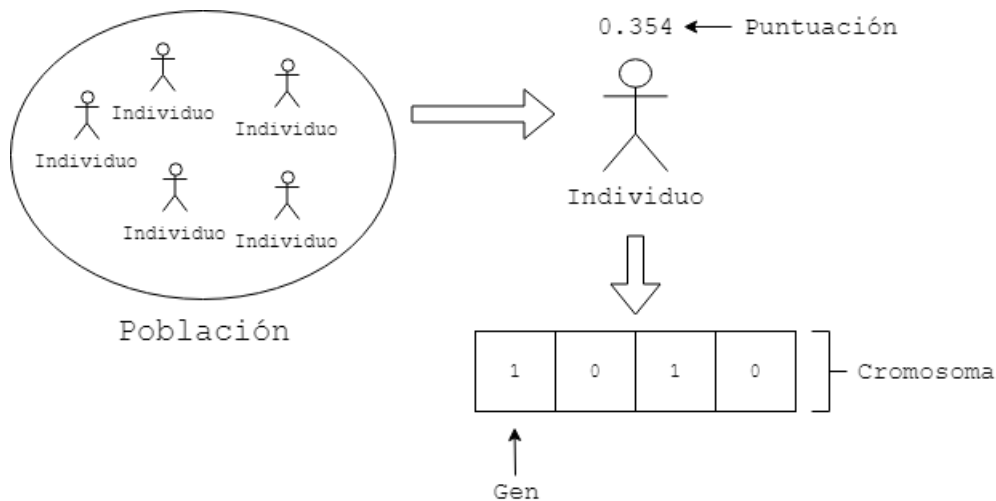 Individuo
Individuo
Individuo
Individuo
Individuo
Población
0.354
Puntuación
Individuo
1 0 1 0
Cromosoma
Gen